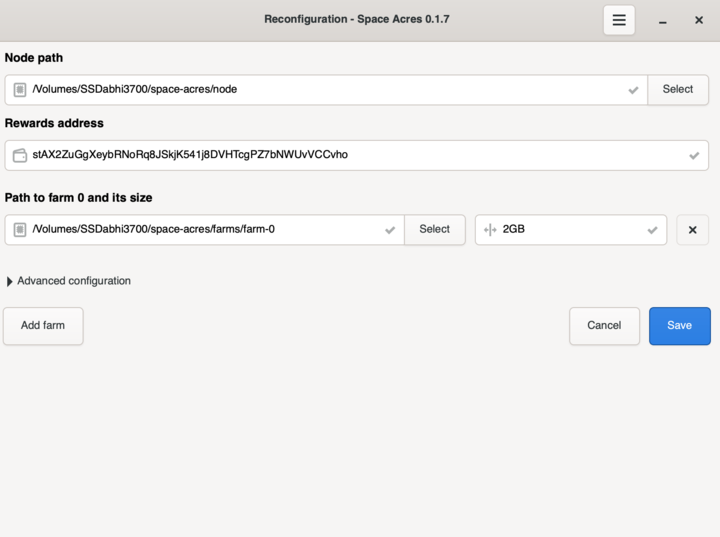 Reconfiguration - Space Acres 0.1.7
Node path
/Volumes/SSDabhi3700/space-acres/node
Select
Rewards address
stAX2ZuGgXeybRNoRq8JSkjK541j8DVHTcgPZ7bNWUvVCCvho
Path to farm 0 and its size
/Volumes/SSDabhi3700/space-acres/farms/farm-0
Select
2GB
Advanced configuration
Add farm
Cancel
Save